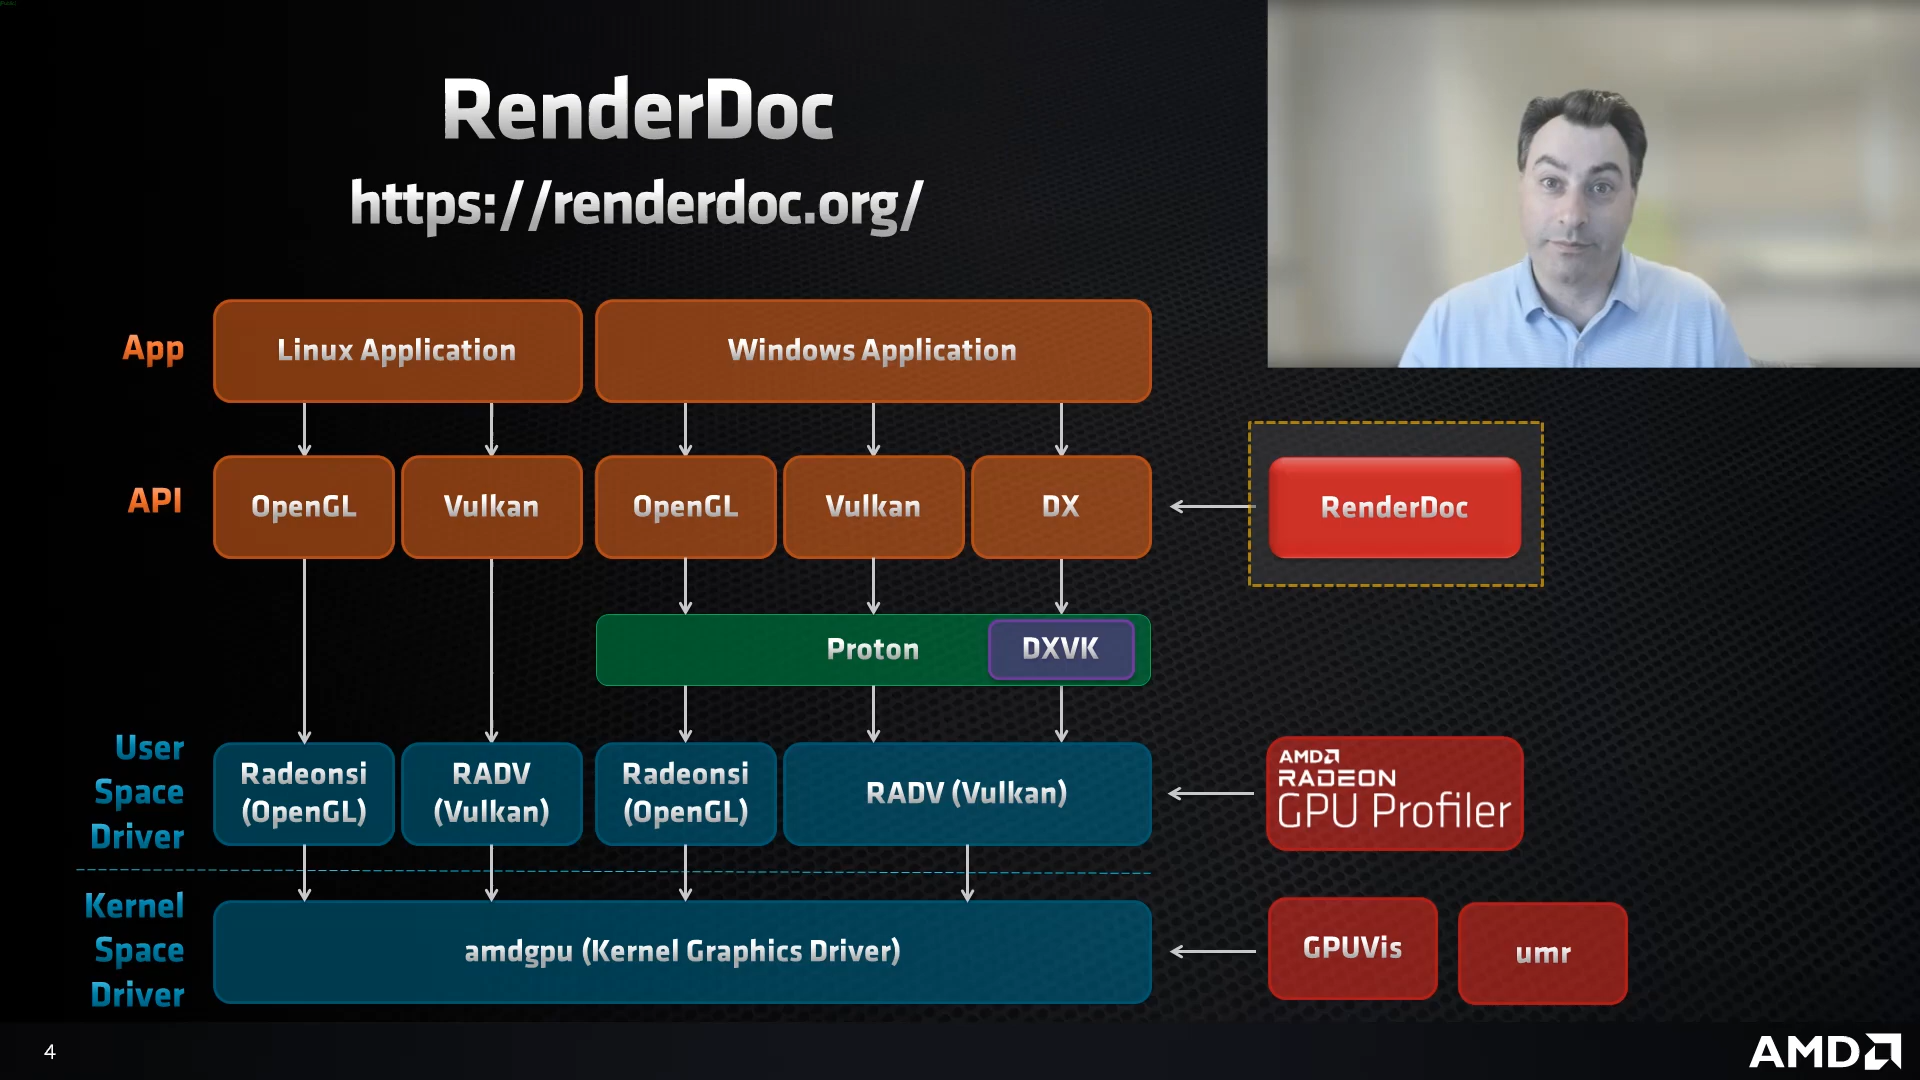 RenderDoc
https://renderdoc.org/
App
Linux Application
Windows Application
API
OpenGL
Vulkan
OpenGL
Vulkan
DX
RenderDoc
Proton
DXVK
User
Space
Driver
Radeonsi
(OpenGL)
RADV
(Vulkan)
Radeonsi
(OpenGL)
RADV (Vulkan)
AMD
RADEON
GPU Profiler
Kernel
Space
Driver
amdgpu (Kernel Graphics Driver)
GPUVis
umr
4
AMD